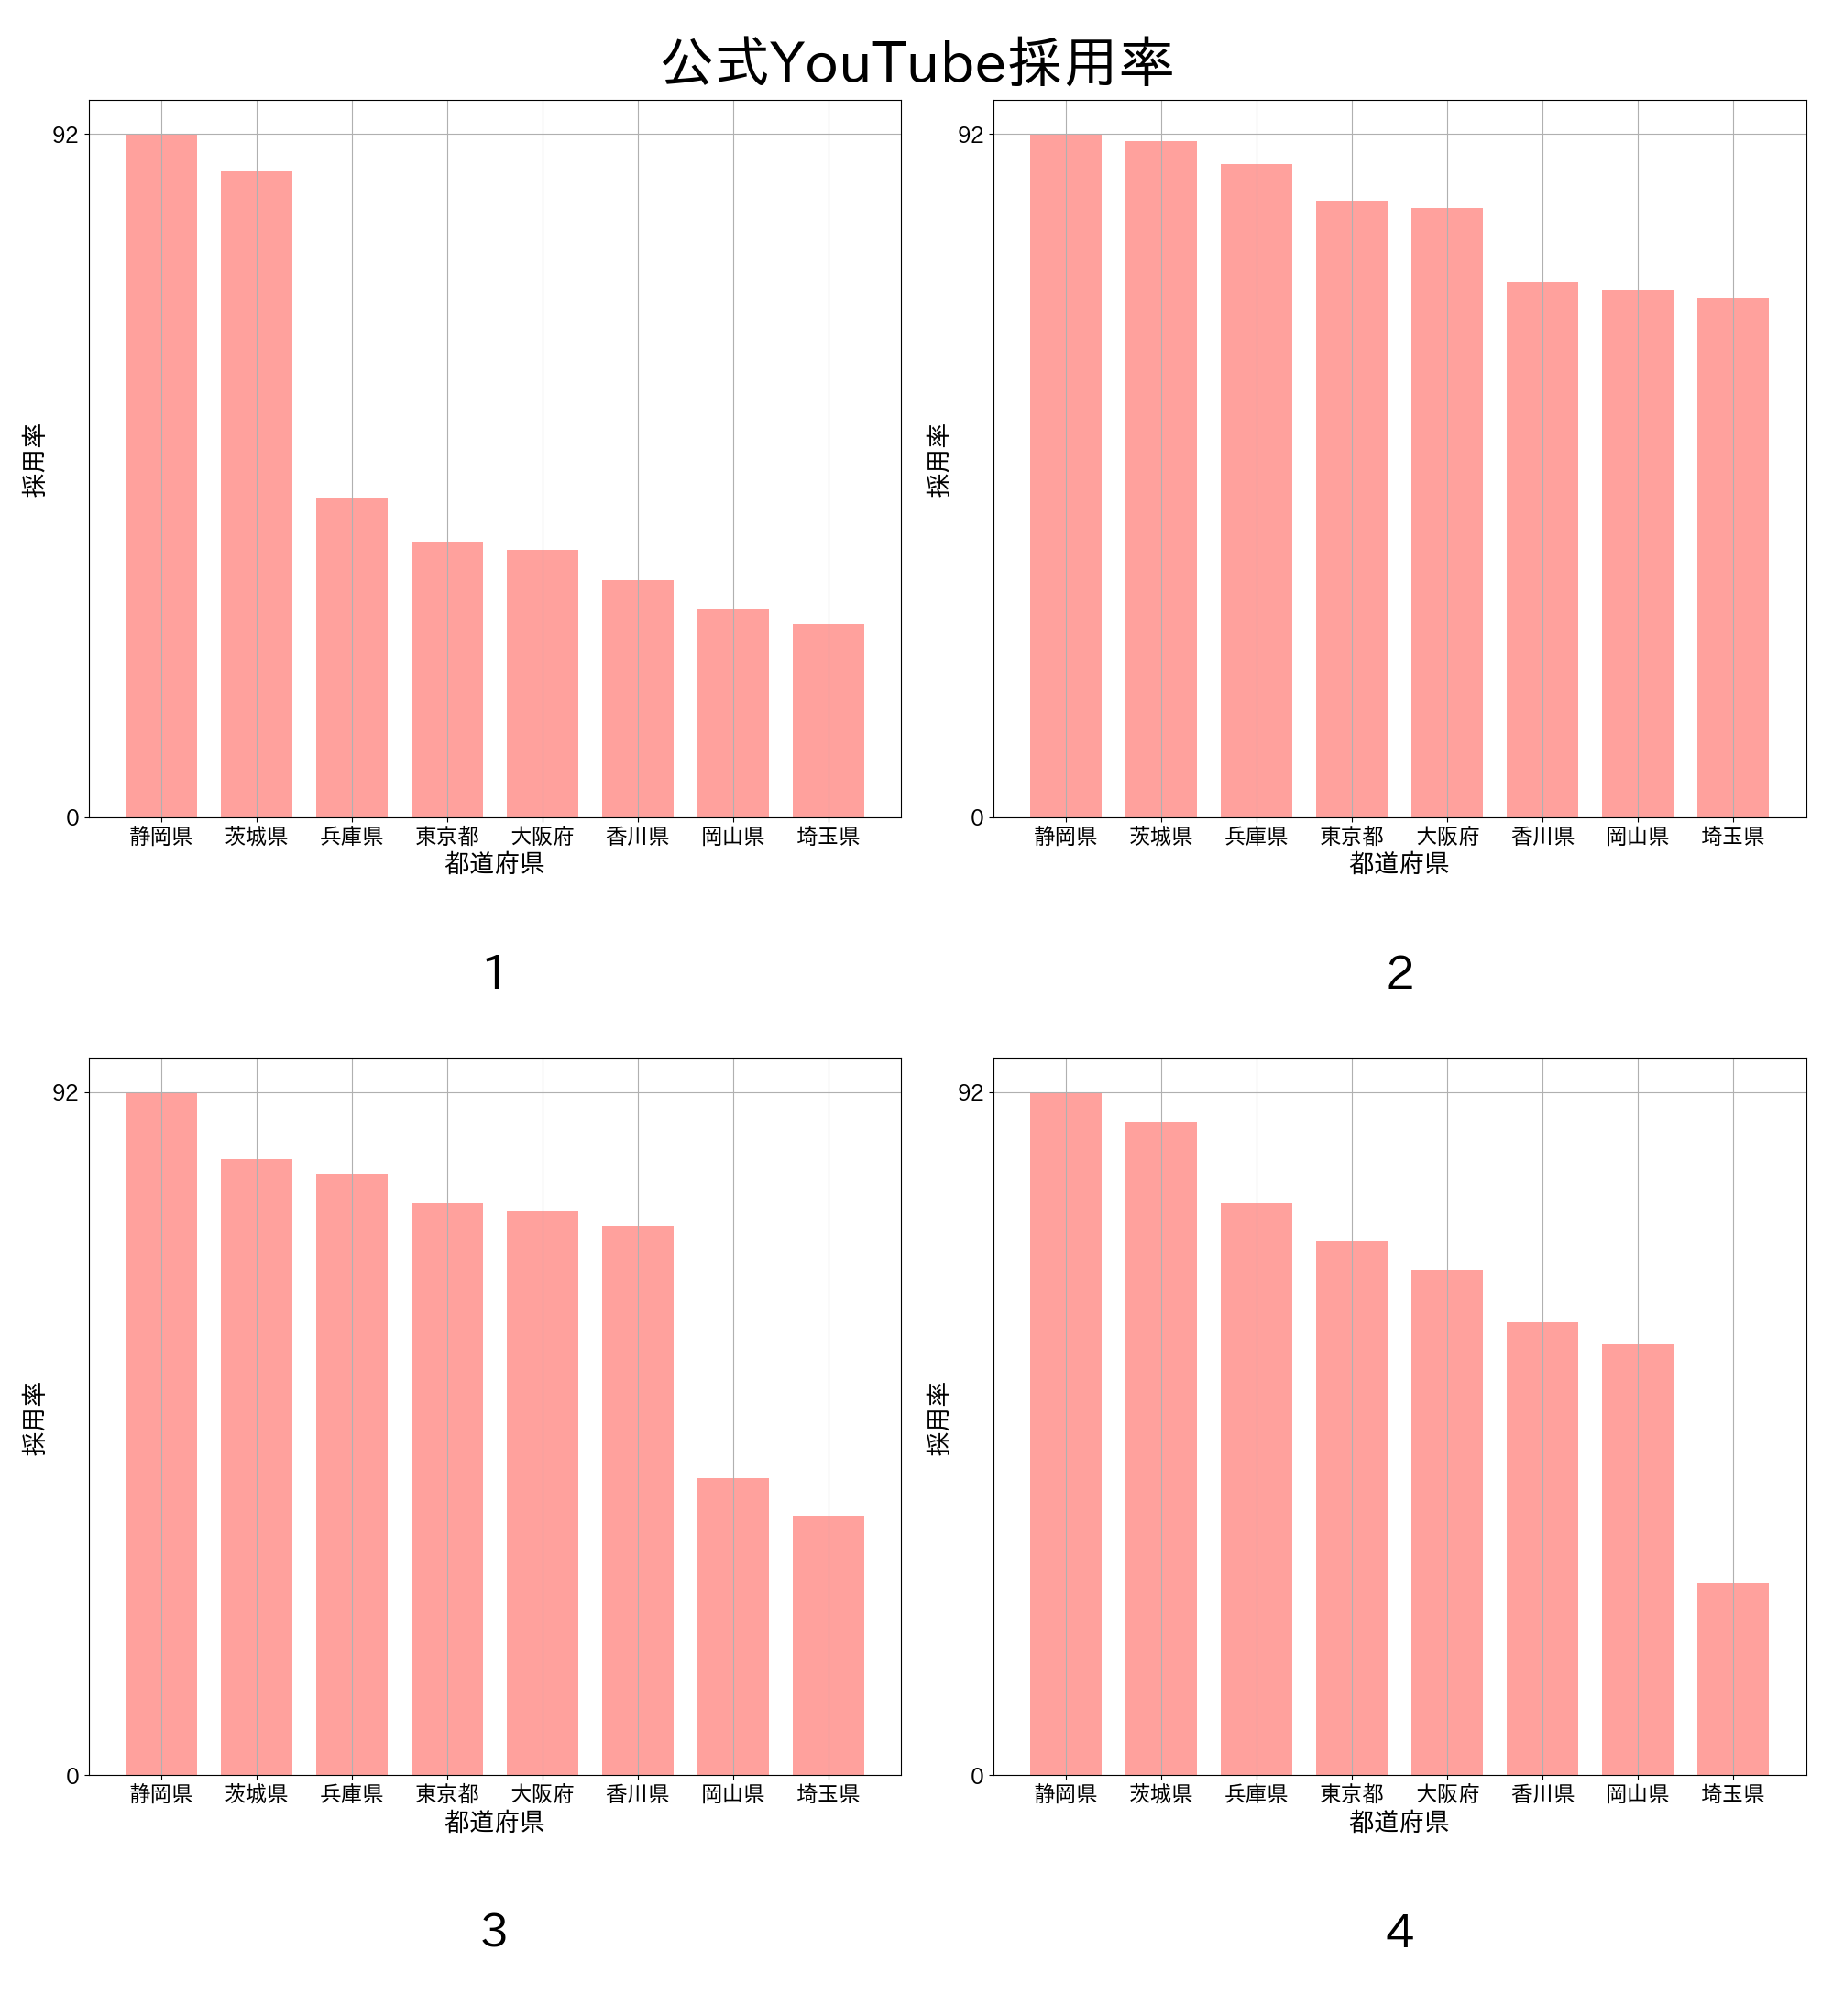 公式YouTube採用率
92
採用率
0
静岡県 茨城県 兵庫県 東京都 大阪府 香川県 岡山県 埼玉県
都道府県
1
92
採用率
0
静岡県 茨城県 兵庫県 東京都 大阪府 香川県 岡山県 埼玉県
都道府県
2
92
採用率
0
静岡県 茨城県 兵庫県 東京都 大阪府 香川県 岡山県 埼玉県
都道府県
3
92
採用率
0
静岡県 茨城県 兵庫県 東京都 大阪府 香川県 岡山県 埼玉県
都道府県
4